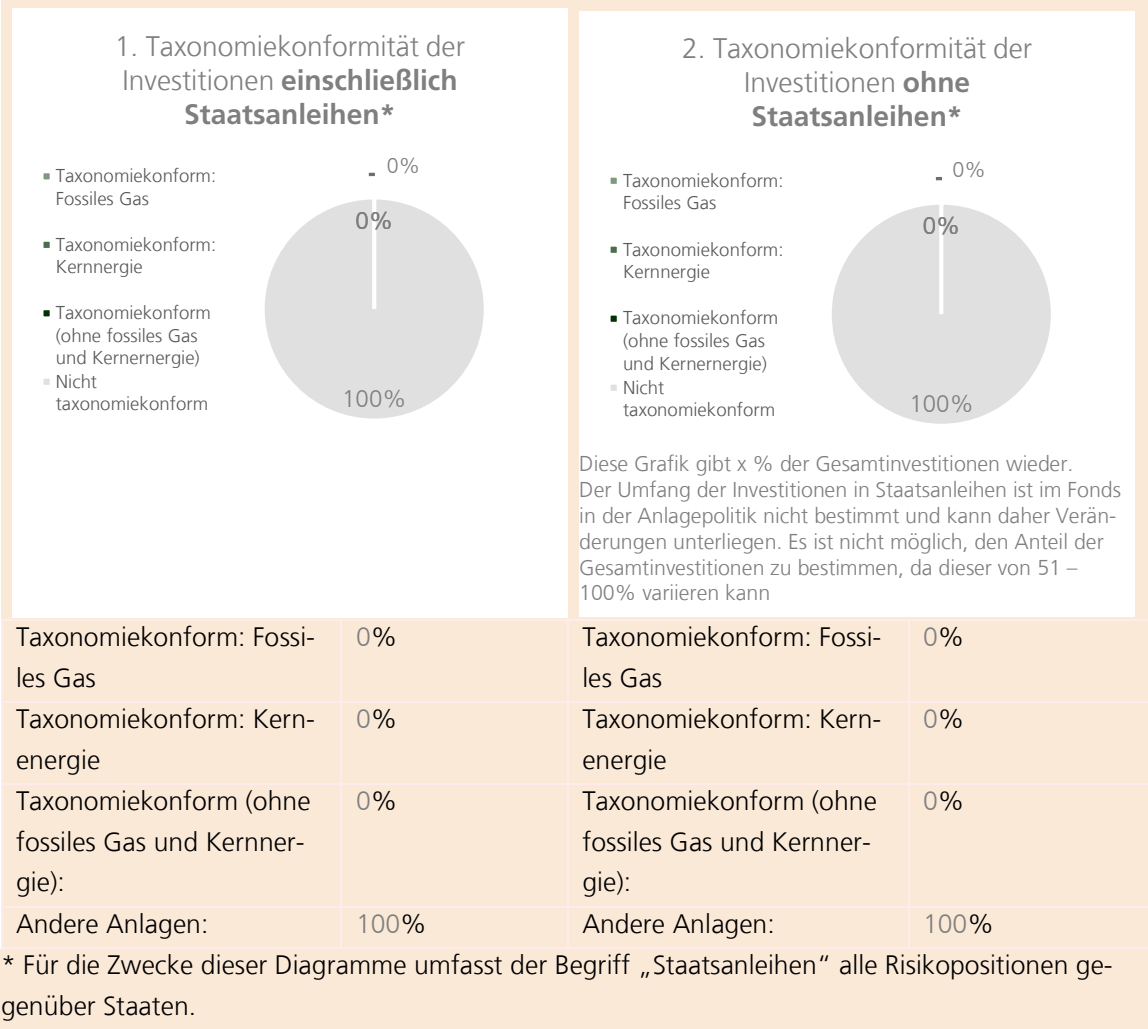 1. Taxonomiekonformität der
Investitionen einschließlich
Staatsanleihen*
Taxonomiekonform:
Fossiles Gas
Taxonomiekonform:
Kernnergie
Taxonomiekonform
(ohne fossiles Gas
und Kernernergie)
Nicht
taxonomiekonform
0%
0%
100%
2. Taxonomiekonformität der
Investitionen ohne
Staatsanleihen*
Taxonomiekonform:
Fossiles Gas
Taxonomiekonform:
Kernnergie
Taxonomiekonform
(ohne fossiles Gas
und Kernernergie)
Nicht
taxonomiekonform
0%
0%
100%
Diese Grafik gibt x % der Gesamtinvestitionen wieder.
Der Umfang der Investitionen in Staatsanleihen ist im Fonds
in der Anlagepolitik nicht bestimmt und kann daher Verän-
derungen unterliegen. Es ist nicht möglich, den Anteil der
Gesamtinvestitionen zu bestimmen, da dieser von 51 –
100% variieren kann
Taxonomiekonform: Fossi- 0% Taxonomiekonform: Fossi- 0%
les Gas les Gas
Taxonomiekonform: Kern- 0% Taxonomiekonform: Kern- 0%
energie energie
Taxonomiekonform (ohne 0% Taxonomiekonform (ohne 0%
fossiles Gas und Kernner- fossiles Gas und Kernner-
gie): gie):
Andere Anlagen: 100% Andere Anlagen: 100%
* Für die Zwecke dieser Diagramme umfasst der Begriff „Staatsanleihen“ alle Risikopositionen ge-
genüber Staaten.